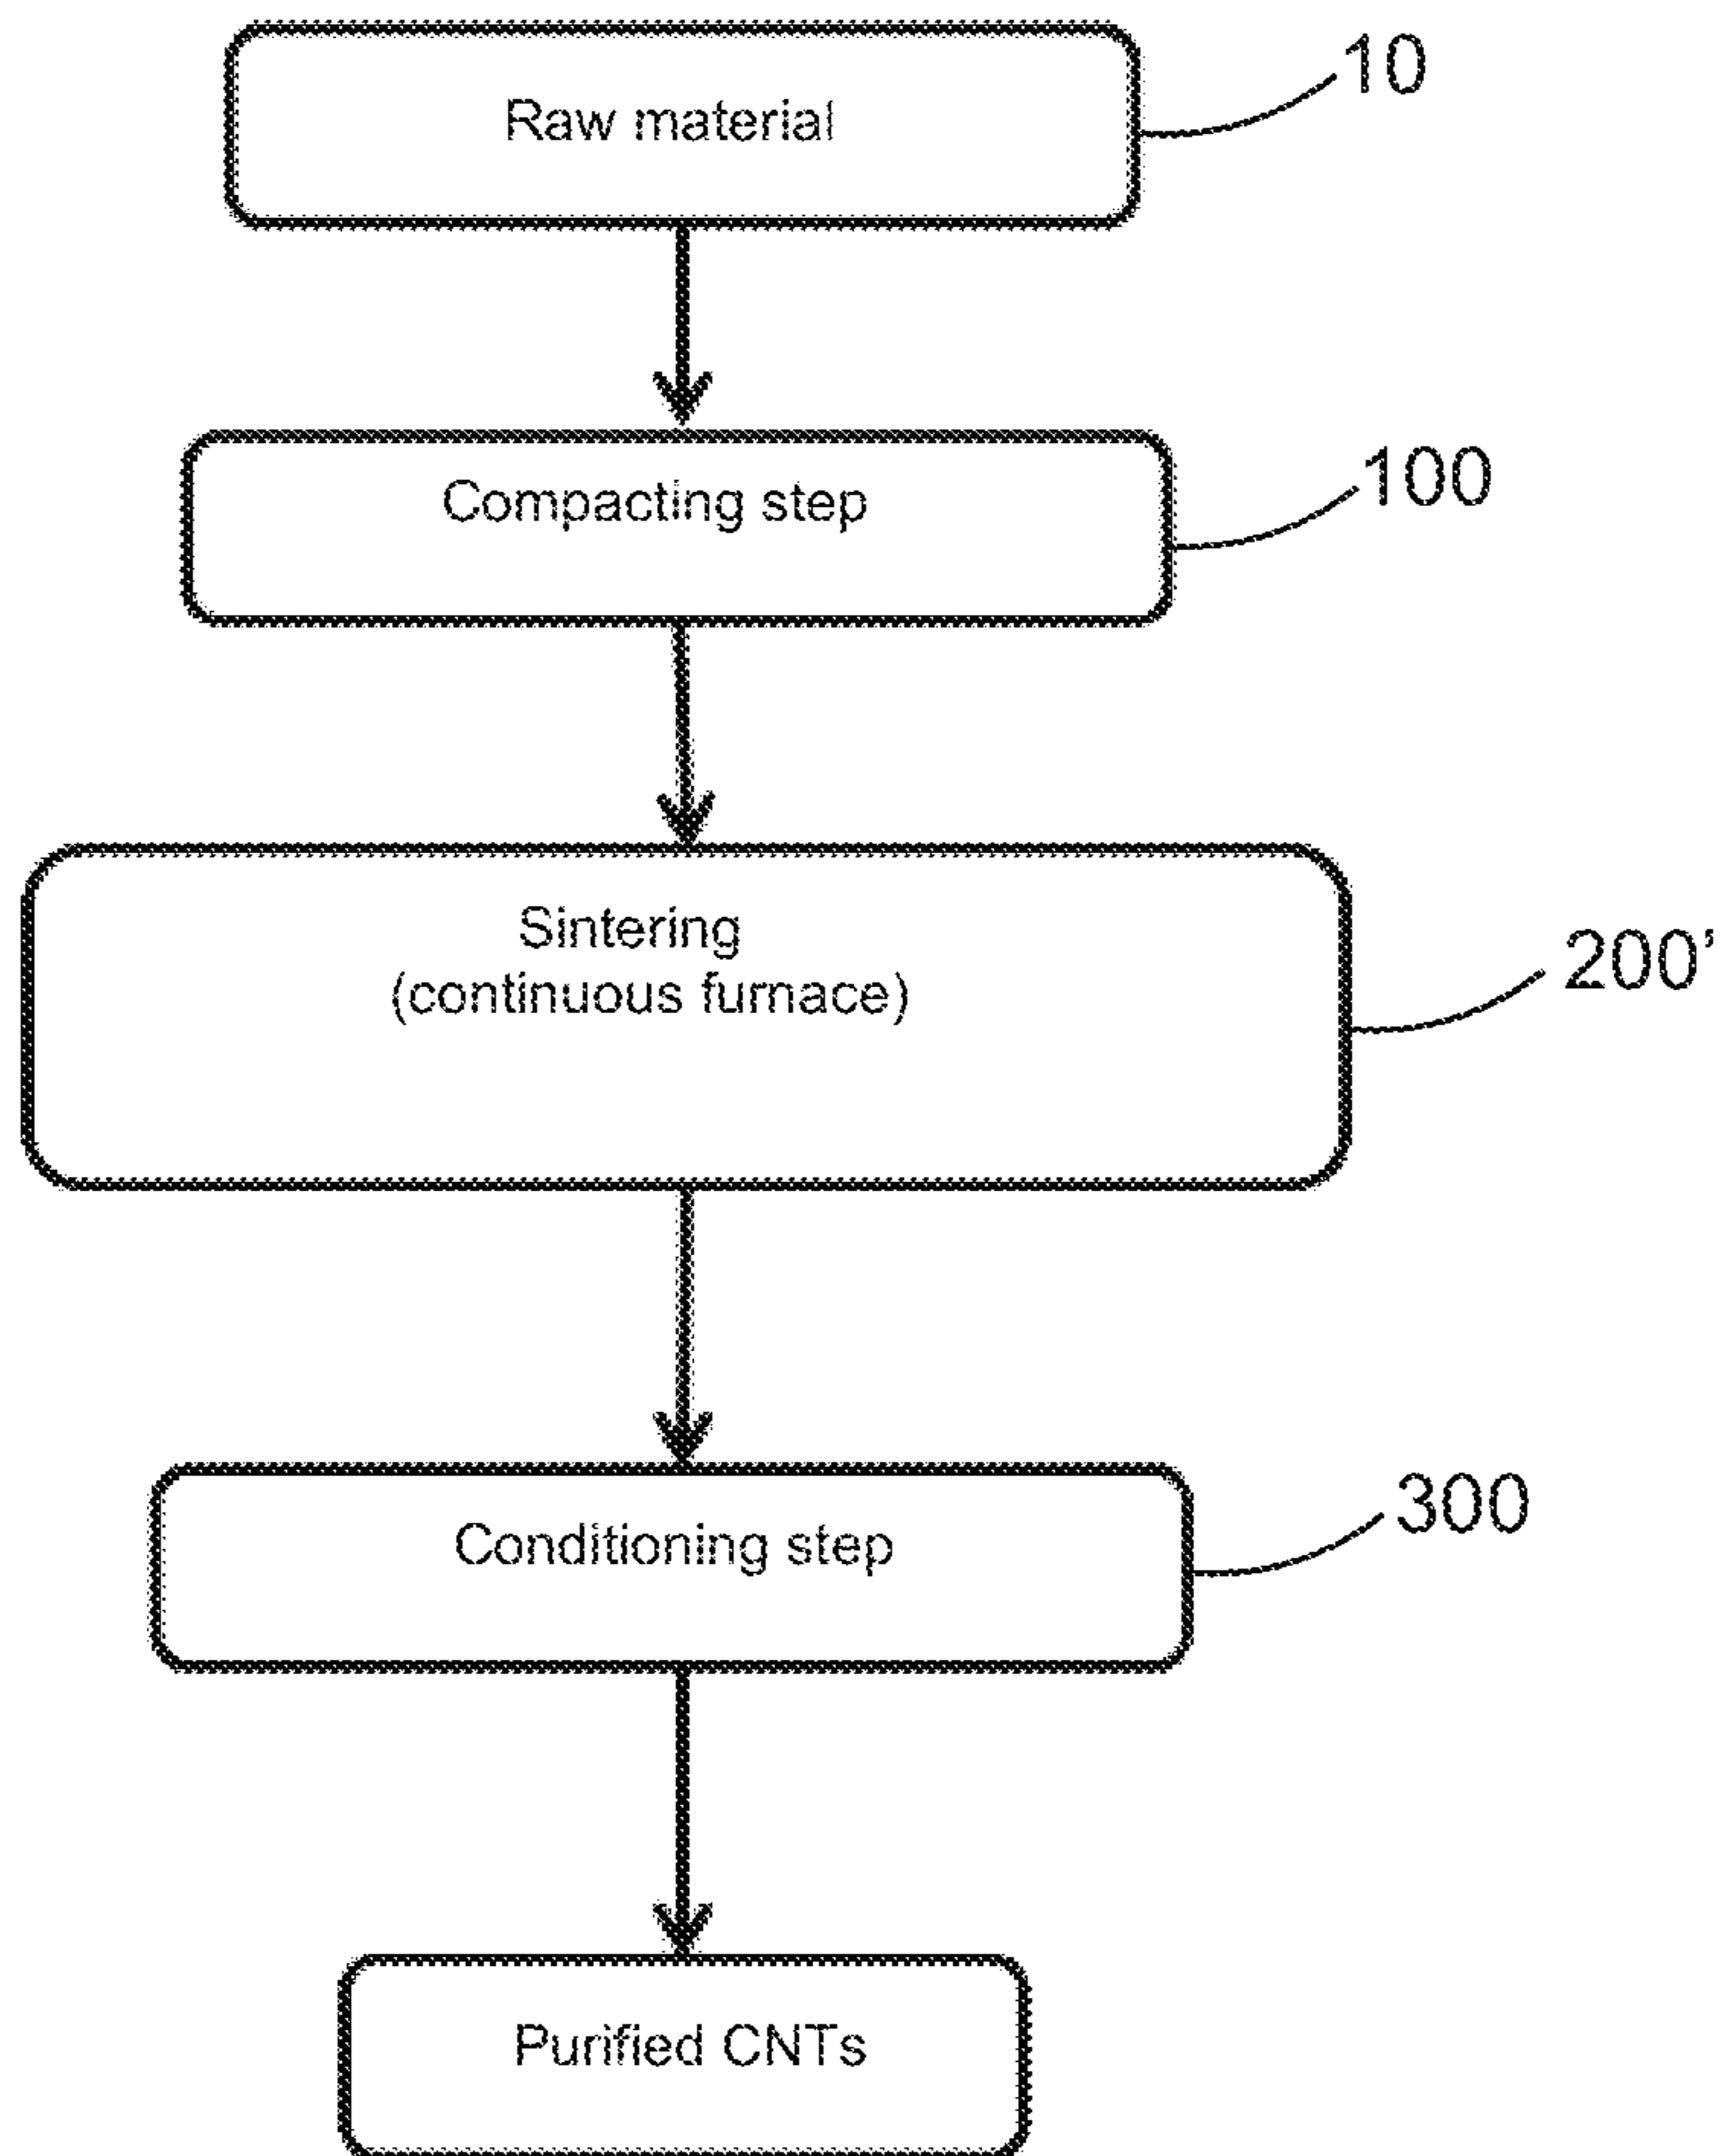 Raw material
10
Compacting step
100
Sintering
(continuous furnace)
200'
Conditioning step
300
Purified CNTs